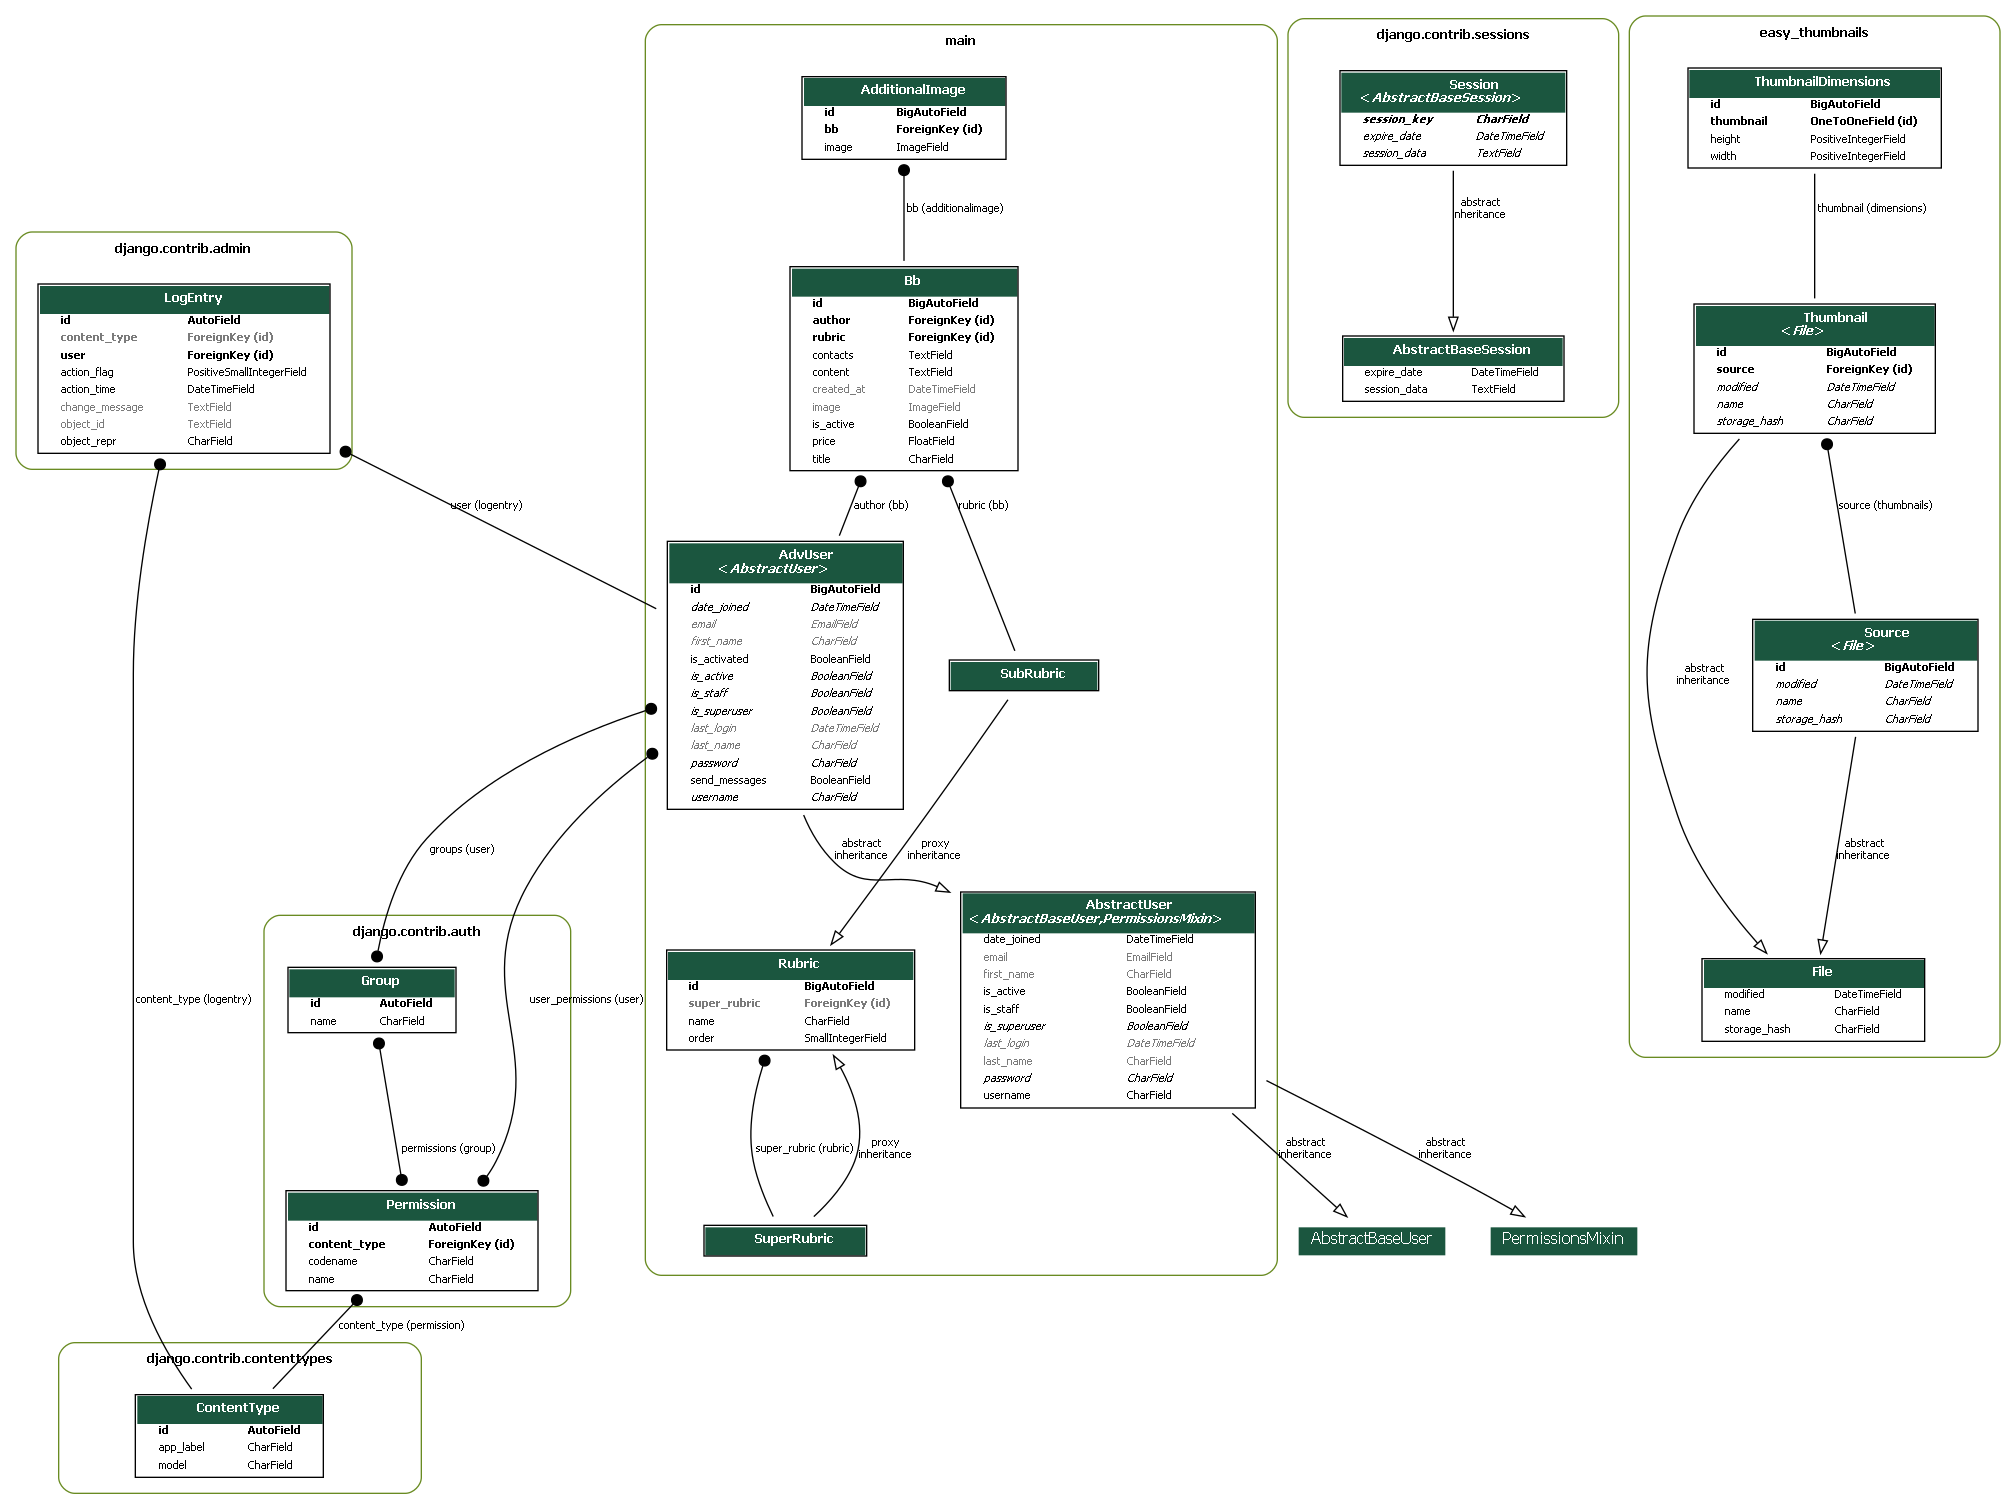 main
AdditionalImage
id BigAutoField
bb ForeignKey (id)
image ImageField
bb (additionalimage)
Bb
id BigAutoField
author ForeignKey (id)
rubric ForeignKey (id)
contacts TextField
content TextField
created_at DateTimeField
image ImageField
is_active BooleanField
price FloatField
title CharField
author (bb)
rubric (bb)
AdvUser
<AbstractUser>
id BigAutoField
date_joined DateTimeField
email EmailField
first_name CharField
is_activated BooleanField
is_active BooleanField
is_staff BooleanField
is_superuser BooleanField
last_login DateTimeField
last_name CharField
password CharField
send_messages BooleanField
username CharField
SubRubric
abstract
inheritance
proxy
inheritance
AbstractUser
<AbstractBaseUser,PermissionsMixin>
date_joined DateTimeField
email EmailField
first_name CharField
is_active BooleanField
is_staff BooleanField
is_superuser BooleanField
last_login DateTimeField
last_name CharField
password CharField
username CharField
Rubric
id BigAutoField
super_rubric ForeignKey (id)
name CharField
order SmallIntegerField
super_rubric (rubric)
proxy
inheritance
SuperRubric
abstract
inheritance
abstract
inheritance
AbstractBaseUser
PermissionsMixin
django.contrib.sessions
Session
<AbstractBaseSession>
session_key CharField
expire_date DateTimeField
session_data TextField
abstract
nheritance
AbstractBaseSession
expire_date DateTimeField
session_data TextField
easy_thumbnails
ThumbnailDimensions
id BigAutoField
thumbnail OneToOneField (id)
height PositiveIntegerField
width PositiveIntegerField
thumbnail (dimensions)
Thumbnail
<File>
id BigAutoField
source ForeignKey (id)
modified DateTimeField
name CharField
storage_hash CharField
source (thumbnails)
Source
<File>
id BigAutoField
modified DateTimeField
name CharField
storage_hash CharField
abstract
inheritance
abstract
inheritance
File
modified DateTimeField
name CharField
storage_hash CharField
django.contrib.admin
LogEntry
id AutoField
content_type ForeignKey (id)
user ForeignKey (id)
action_flag PositiveSmallIntegerField
action_time DateTimeField
change_message TextField
object_id TextField
object_repr CharField
user (logentry)
groups (user)
content_type (logentry)
user_permissions (user)
django.contrib.auth
Group
id AutoField
name CharField
permissions (group)
Permission
id AutoField
content_type ForeignKey (id)
codename CharField
name CharField
content_type (permission)
django.contrib.contenttypes
ContentType
id AutoField
app_label CharField
model CharField